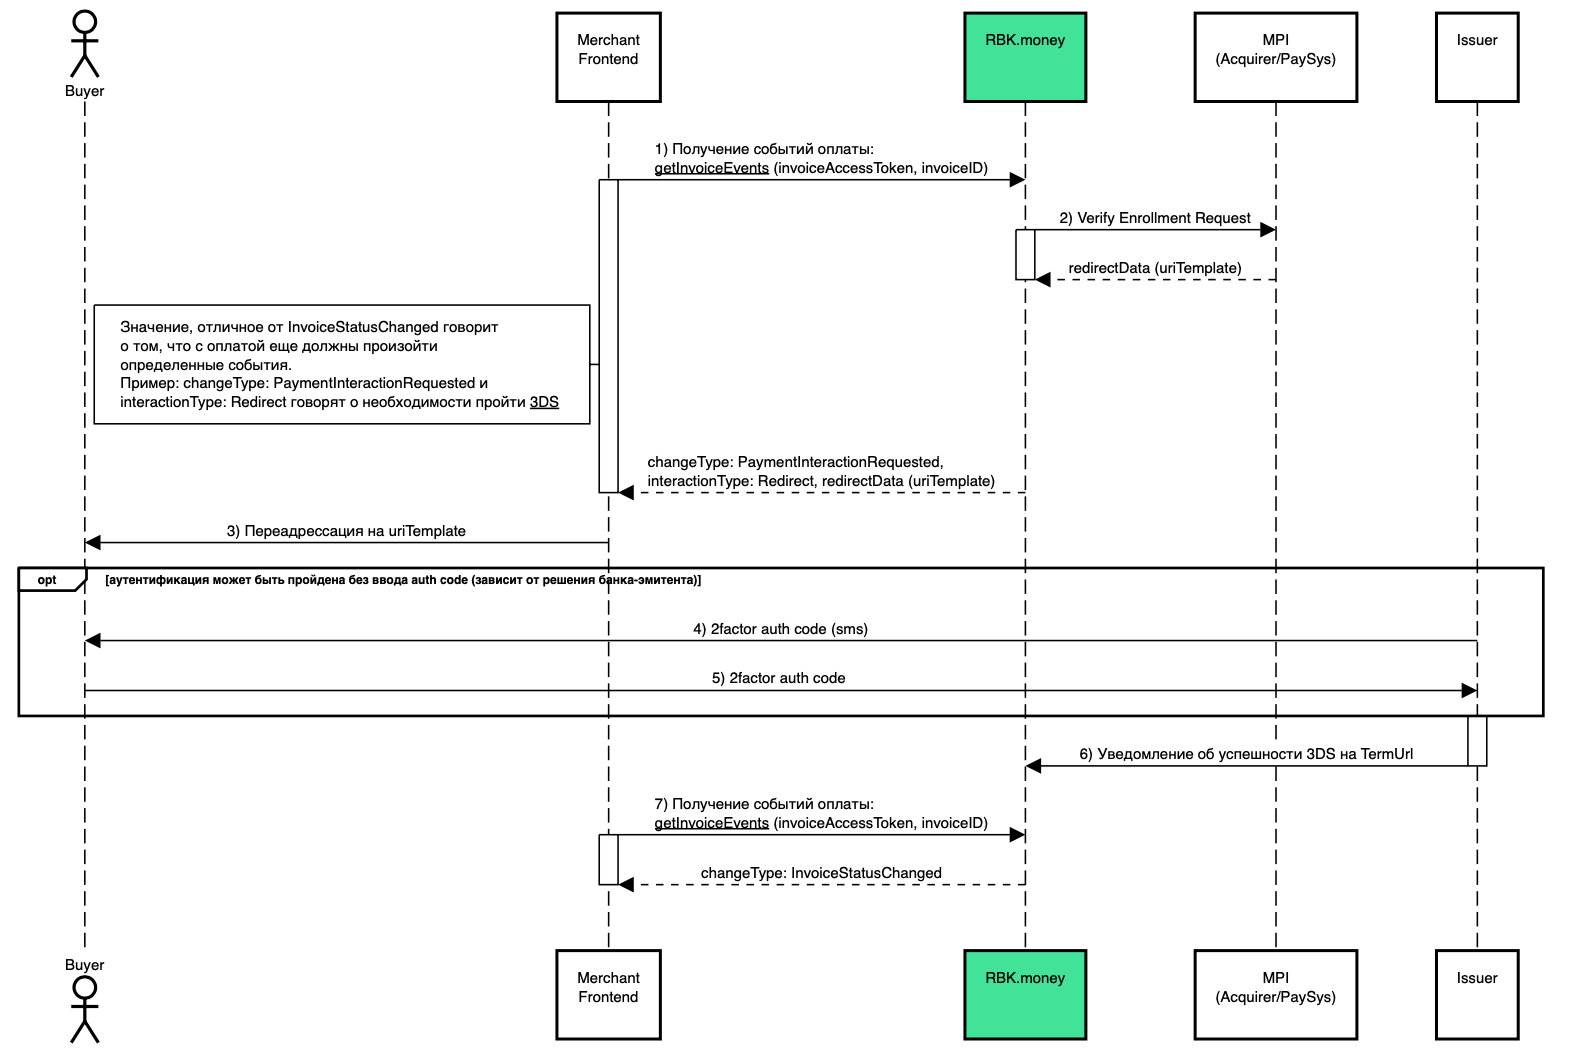 Buyer
Merchant
Frontend
RBK.money
MPI
(Acquirer/PaySys)
Issuer
1) Получение событий оплаты:
getInvoiceEvents (invoiceAccessToken, invoiceID)
2) Verify Enrollment Request
redirectData (uriTemplate)
Значение, отличное от InvoiceStatusChanged говорит
о том, что с оплатой еще должны произойти
определенные события.
Пример: changeType: PaymentInteractionRequested и
interactionType: Redirect говорят о необходимости пройти 3DS
changeType: PaymentInteractionRequested,
interactionType: Redirect, redirectData (uriTemplate)
3) Переадрессация на uriTemplate
opt
[аутентификация может быть пройдена без ввода auth code (зависит от решения банка-эмитента)]
4) 2factor auth code (sms)
5) 2factor auth code
6) Уведомление об успешности 3DS на TermUrl
7) Получение событий оплаты:
getInvoiceEvents (invoiceAccessToken, invoiceID)
changeType: InvoiceStatusChanged
Buyer
Merchant
Frontend
RBK.money
MPI
(Acquirer/PaySys)
Issuer